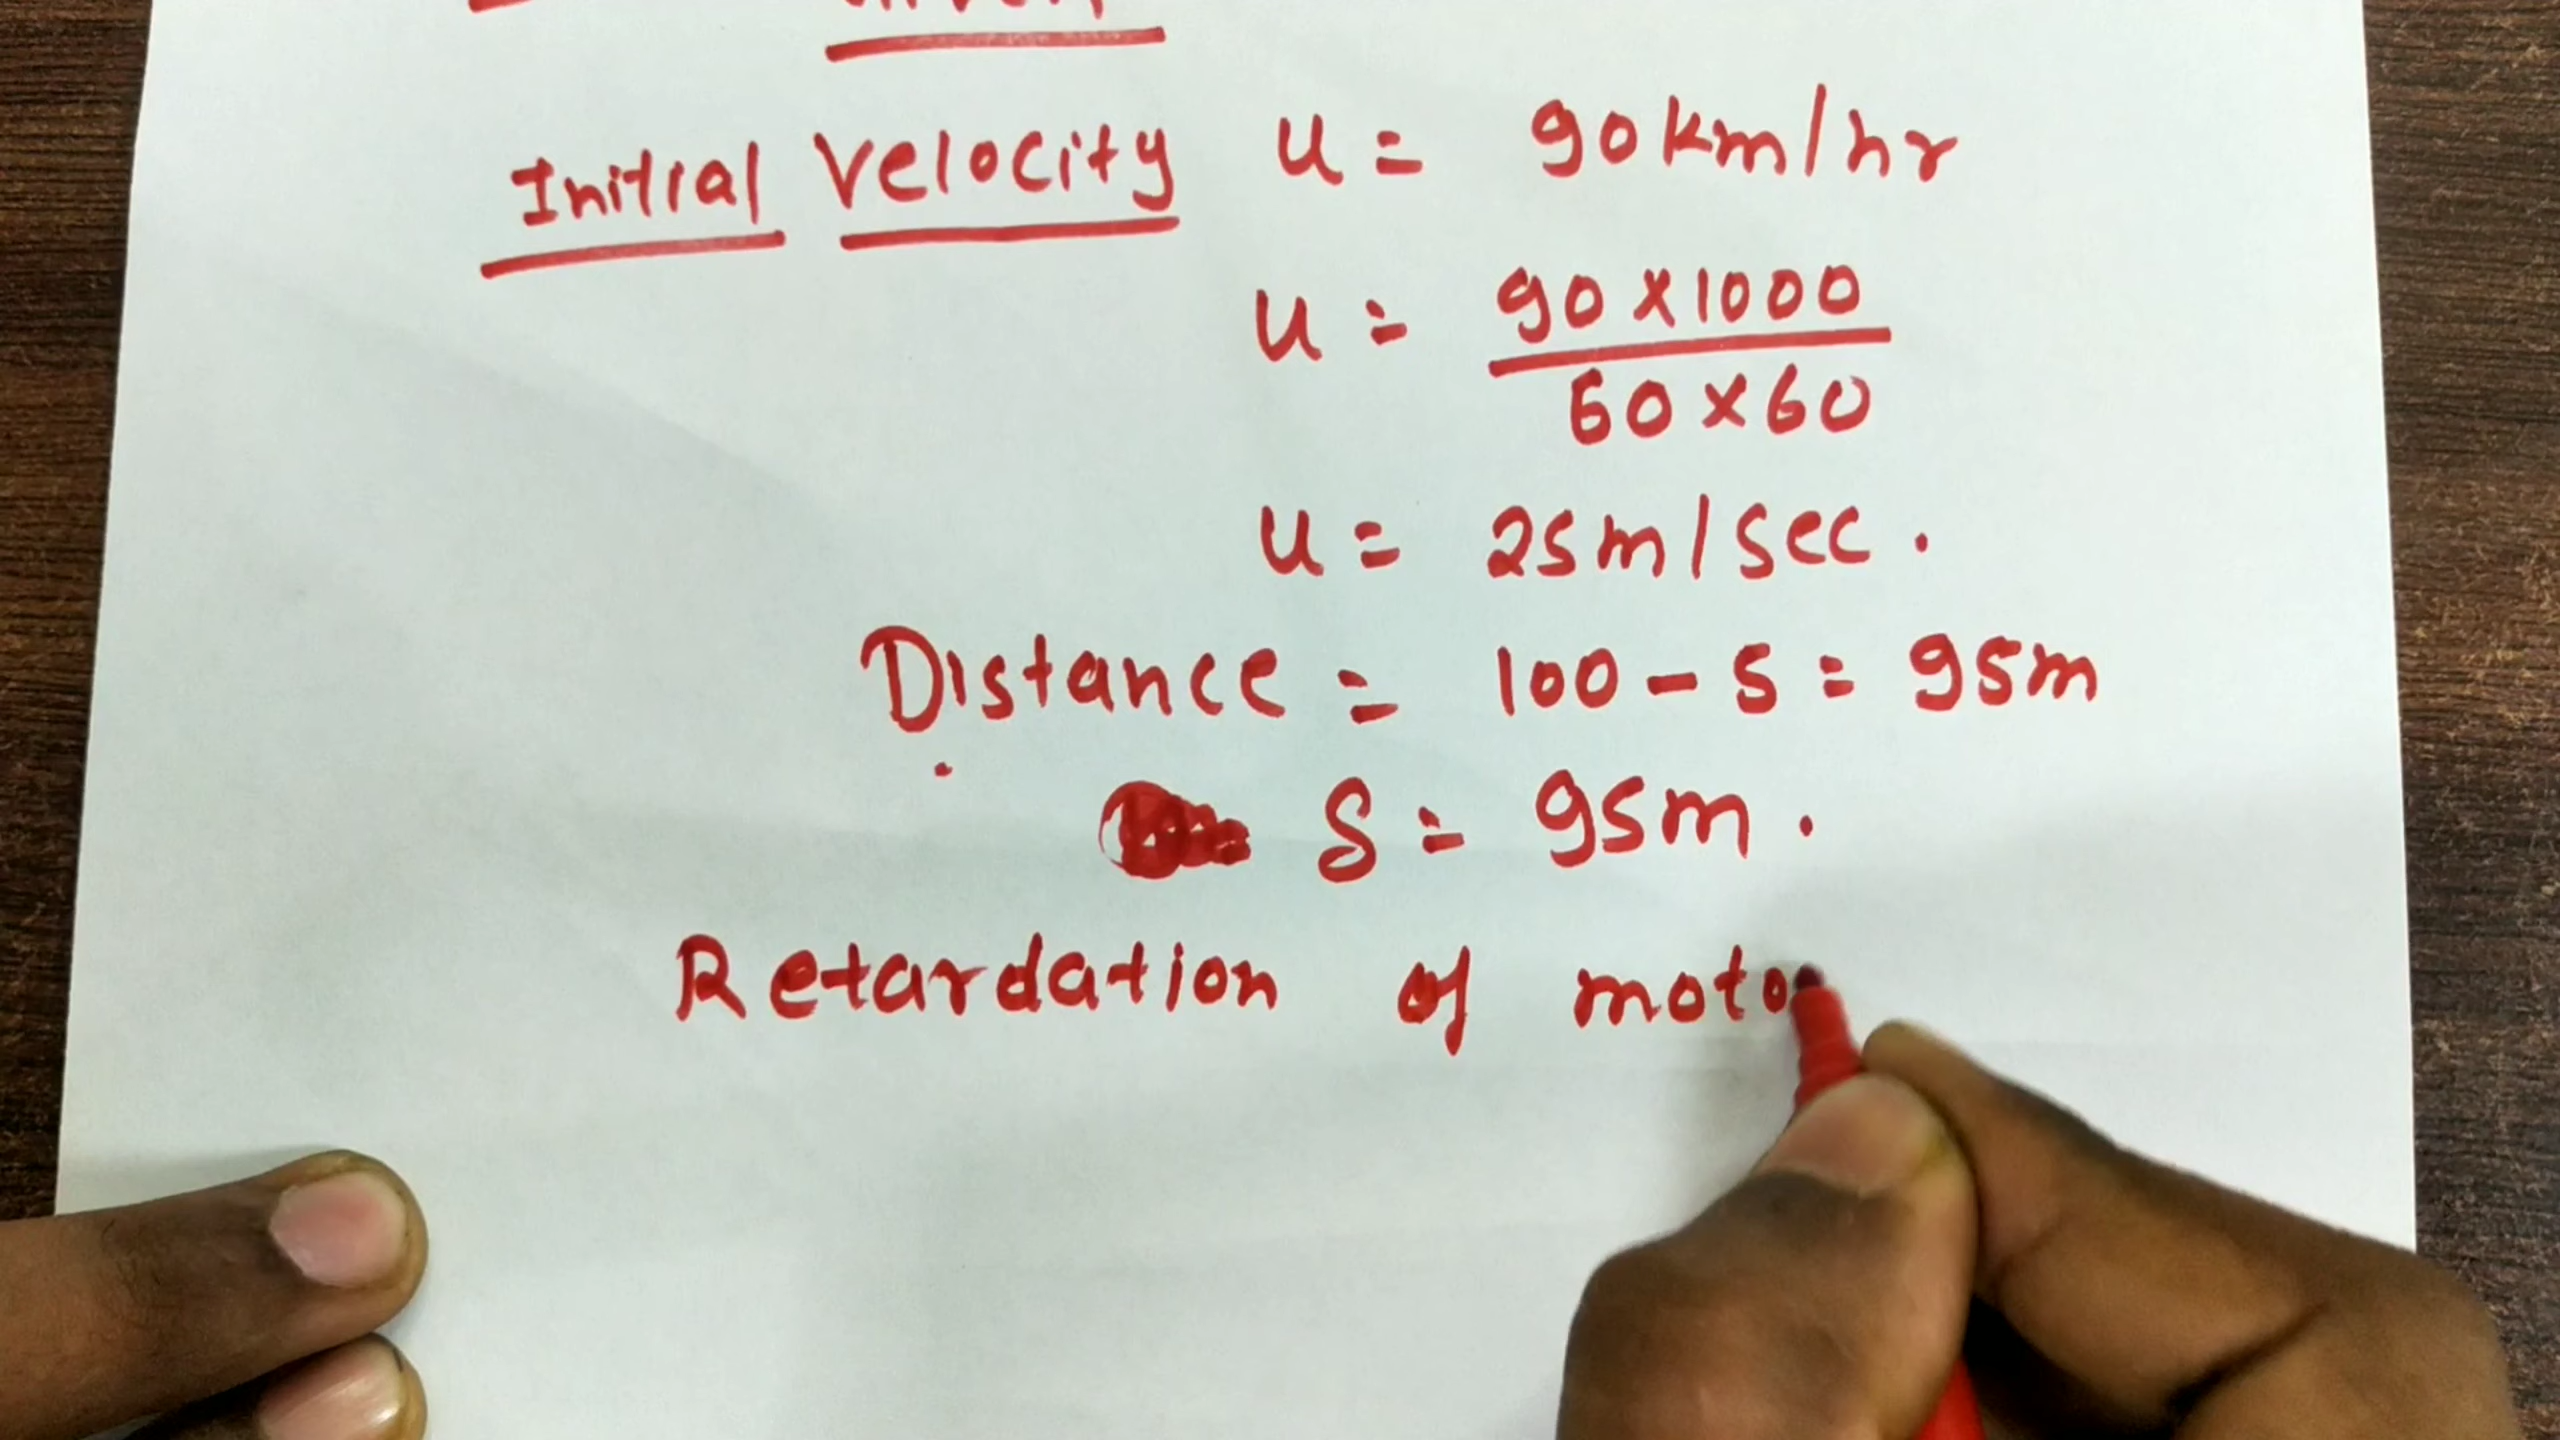 Initial Velocity u = 90km/hr
u = 90 x 1000
60 x 60
u = 25m/sec.
Distance = 100 - 5 = 95m
S = 95m.
Retardation of moto